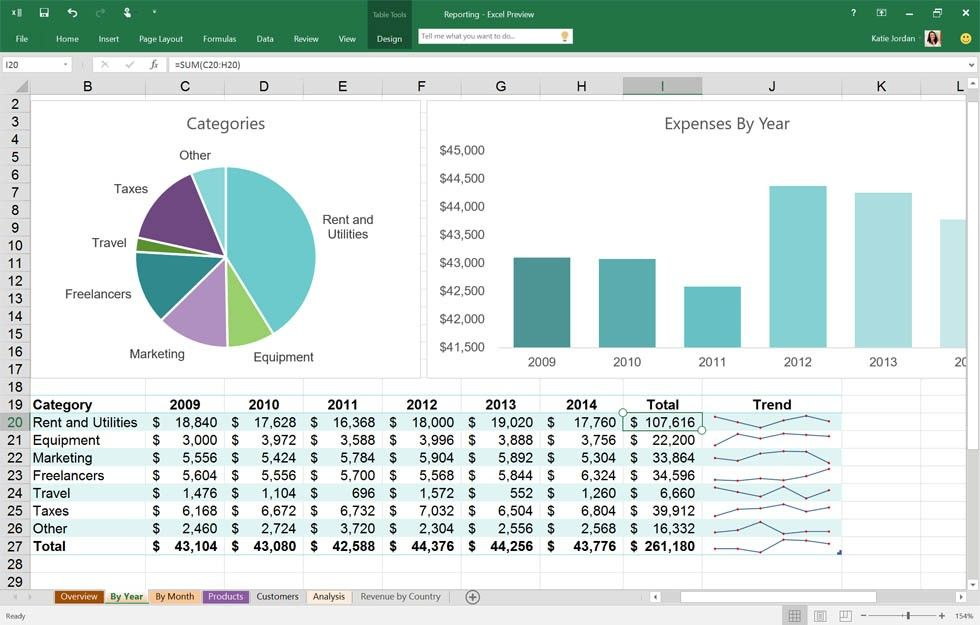 Table Tools
Reporting - Excel Preview
?
File Home Insert Page Layout Formulas Data Review View Design Tell me what you want to do... Katie Jordan
I20 fx =SUM(C20:H20)
B C D E F G H I J K L
2
3
4
5
6
7
8
9
10
11
12
13
14
15
16
17
18
Categories
Other
Taxes
Travel
Freelancers
Marketing
Equipment
Rent and
Utilities
Expenses By Year
$45,000
$44,500
$44,000
$43,500
$43,000
$42,500
$42,000
$41,500
2009 2010 2011 2012 2013 20
19 Category 2009 2010 2011 2012 2013 2014 Total Trend
20 Rent and Utilities $ 18,840 $ 17,628 $ 16,368 $ 18,000 $ 19,020 $ 17,760 $ 107,616
21 Equipment $ 3,000 $ 3,972 $ 3,588 $ 3,996 $ 3,888 $ 3,756 $ 22,200
22 Marketing $ 5,556 $ 5,424 $ 5,784 $ 5,904 $ 5,892 $ 5,304 $ 33,864
23 Freelancers $ 5,604 $ 5,556 $ 5,700 $ 5,568 $ 5,844 $ 6,324 $ 34,596
24 Travel $ 1,476 $ 1,104 $ 696 $ 1,572 $ 552 $ 1,260 $ 6,660
25 Taxes $ 6,168 $ 6,672 $ 6,732 $ 7,032 $ 6,504 $ 6,804 $ 39,912
26 Other $ 2,460 $ 2,724 $ 3,720 $ 2,304 $ 2,556 $ 2,568 $ 16,332
27 Total $ 43,104 $ 43,080 $ 42,588 $ 44,376 $ 44,256 $ 43,776 $ 261,180
28
29
Overview By Year By Month Products Customers Analysis Revenue by Country
Ready 154%